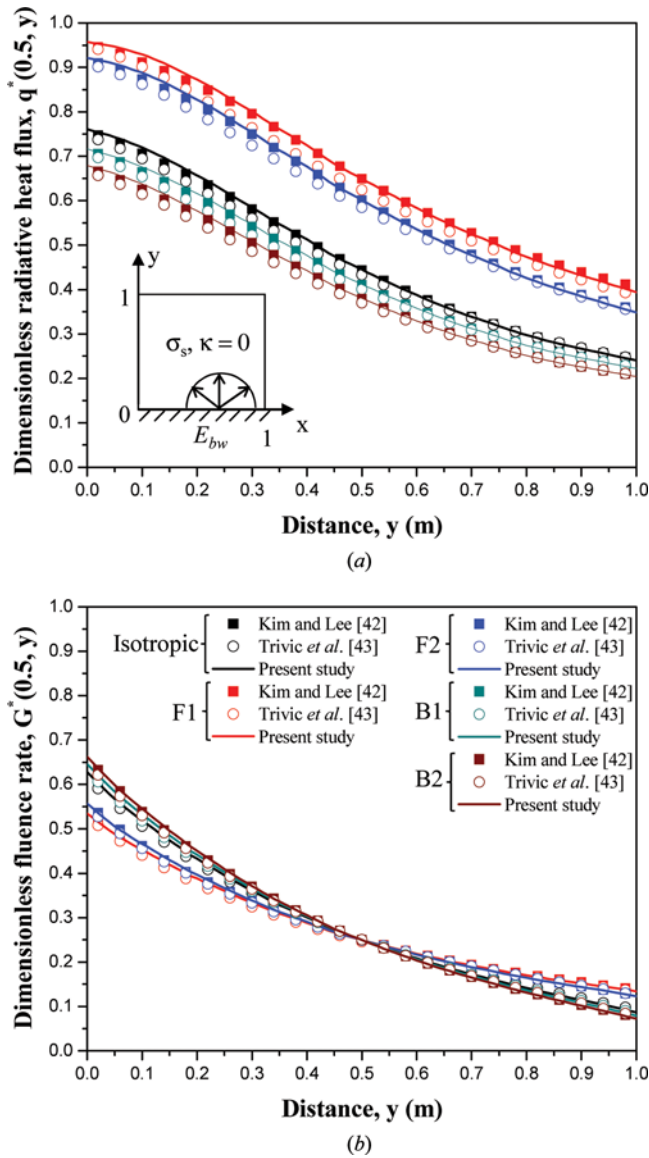 1.0
0.9
0.8
0.7
0.6
0.5
0.4
0.3
0.2
0.1
0.0
Dimensionless radiative heat flux, q* (0.5, y)
y
1
σs, κ = 0
0
Ebw
1
x
0.0 0.1 0.2 0.3 0.4 0.5 0.6 0.7 0.8 0.9 1.0
Distance, y (m)
(a)
1.0
0.9
0.8
0.7
0.6
0.5
0.4
0.3
0.2
0.1
0.0
Dimensionless fluence rate, G* (0.5, y)
Isotropic
Kim and Lee [42]
Trivic et al. [43]
Present study
F1
Kim and Lee [42]
Trivic et al. [43]
Present study
F2
Kim and Lee [42]
Trivic et al. [43]
Present study
B1
Kim and Lee [42]
Trivic et al. [43]
Present study
B2
Kim and Lee [42]
Trivic et al. [43]
Present study
0.0 0.1 0.2 0.3 0.4 0.5 0.6 0.7 0.8 0.9 1.0
Distance, y (m)
(b)